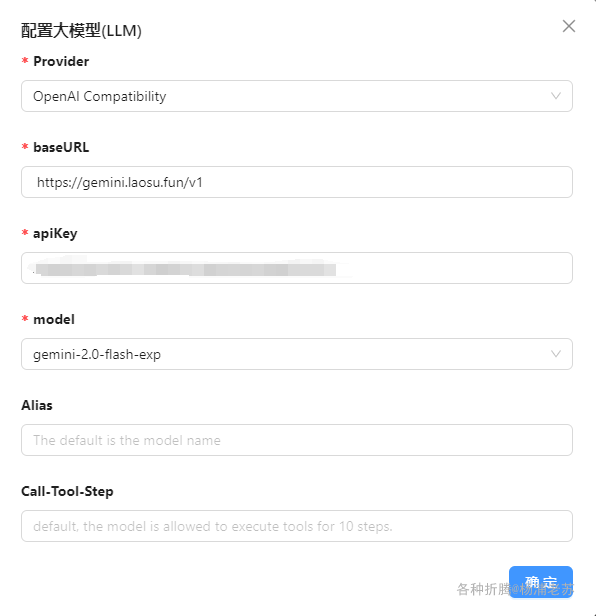 配置大模型(LLM)
* Provider
OpenAI Compatibility
* baseURL
https://gemini.laosu.fun/v1
* apiKey
* model
gemini-2.0-flash-exp
Alias
The default is the model name
Call-Tool-Step
default, the model is allowed to execute tools for 10 steps.
确 定
各种折腾@杨浦老苏